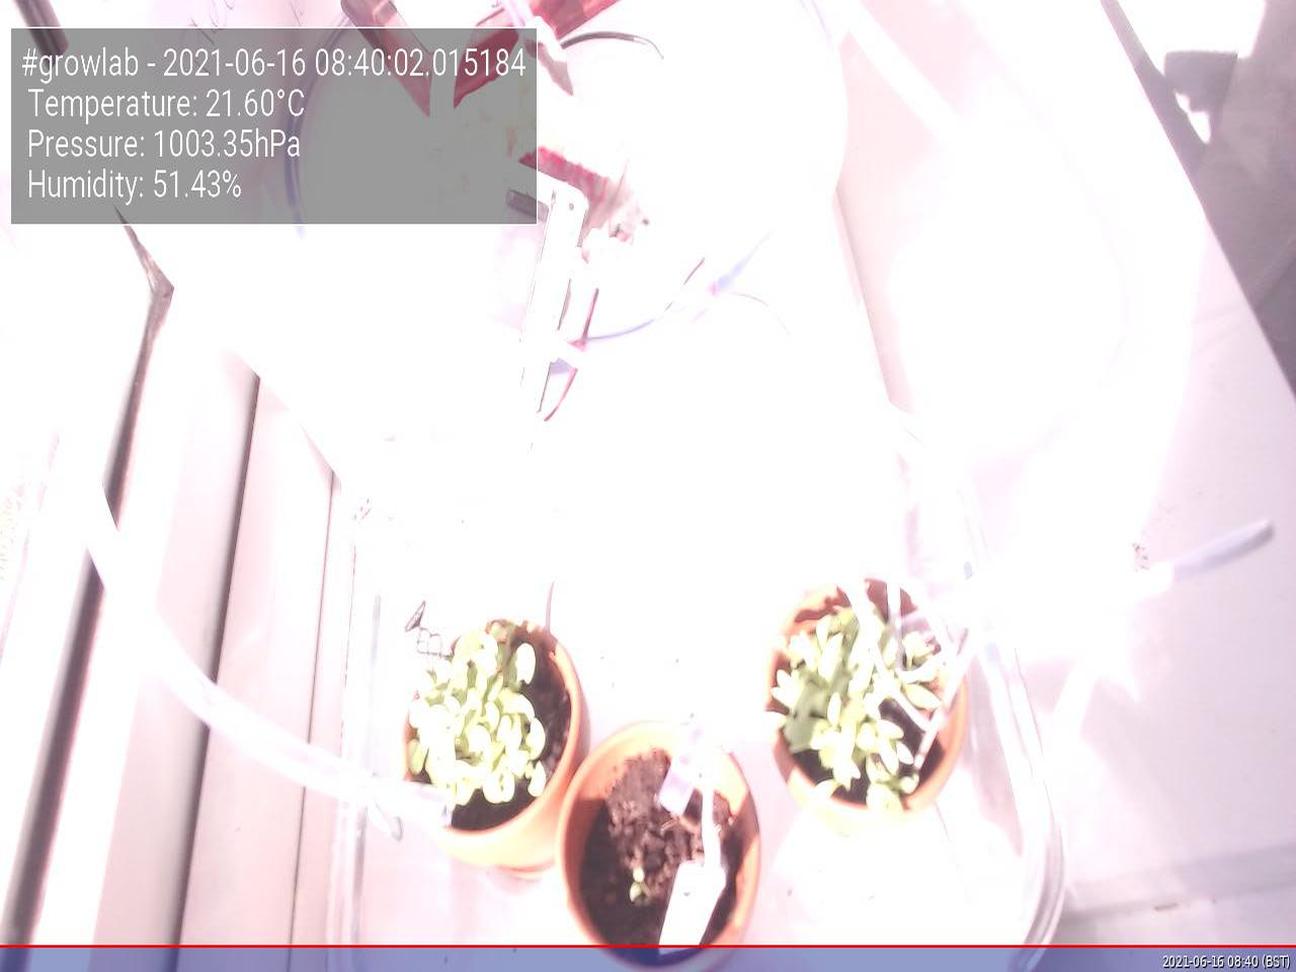 #growlab - 2021-06-16 08:40:02.015184
Temperature: 21.60°C
Pressure: 1003.35hPa
Humidity: 51.43%
2021-06-16 08:40 (BST)